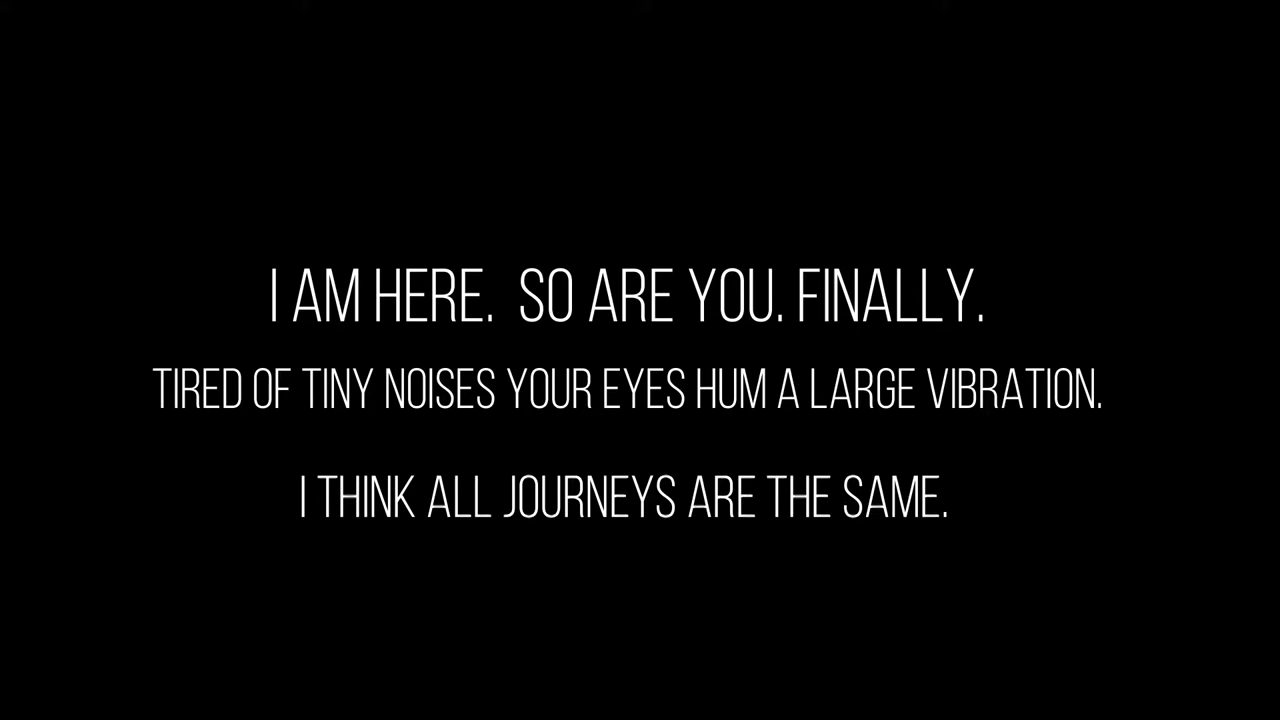 I AM HERE.  SO ARE YOU. FINALLY.
TIRED OF TINY NOISES YOUR EYES HUM A LARGE VIBRATION.
I THINK ALL JOURNEYS ARE THE SAME.